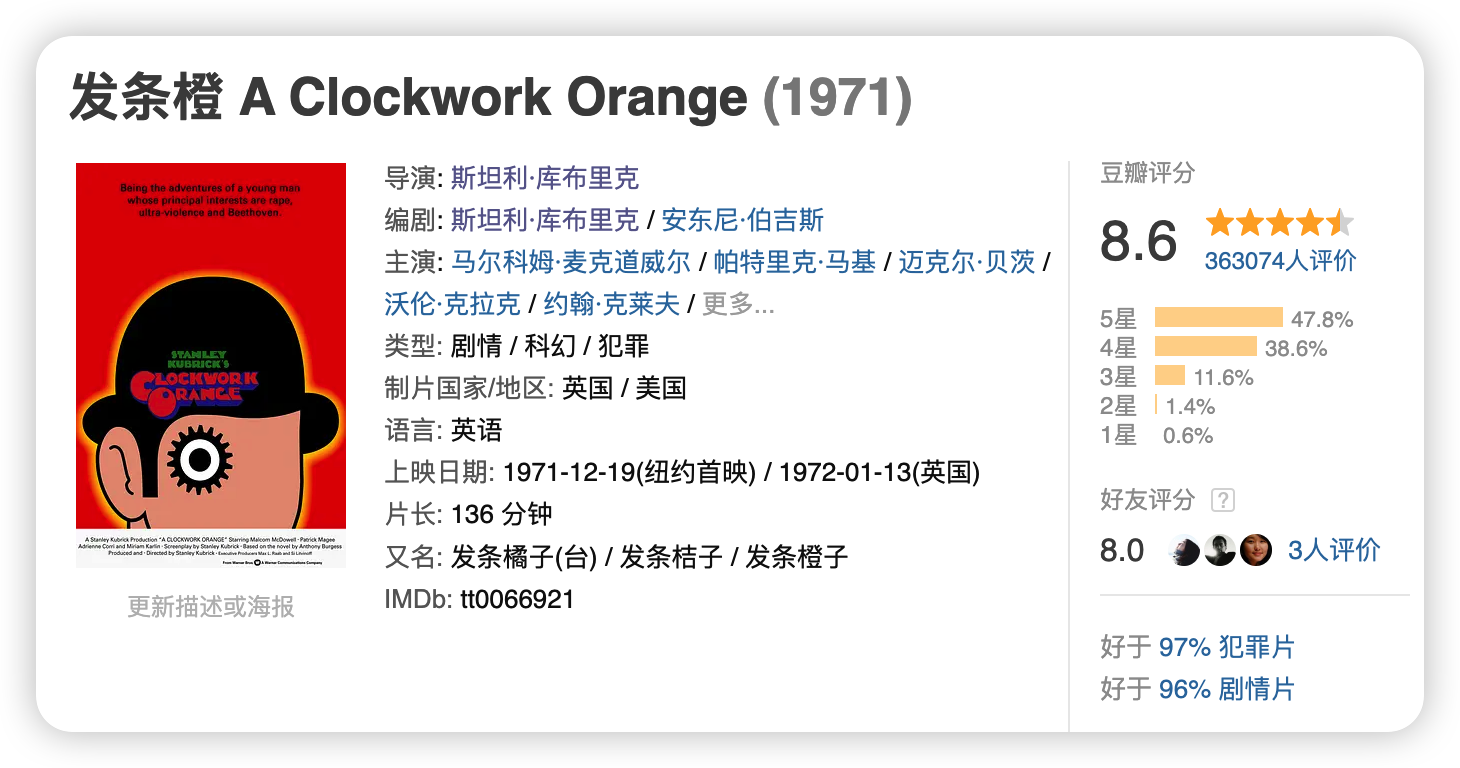 发条橙 A Clockwork Orange (1971)
Being the adventures of a young man
whose principal interests are rape,
ultra-violence and Beethoven.
STANLEY
KUBRICK'S
CLOCKWORK
ORANGE
A Stanley Kubrick Production "A CLOCKWORK ORANGE" Starring Malcolm McDowell · Patrick Magee
Adrienne Corri and Miriam Karlin · Screenplay by Stanley Kubrick · Based on the novel by Anthony Burgess
Produced and · Directed by Stanley Kubrick · Executive Producers Max L. Raab and Si Litvinoff
From Warner Bros A Warner Communications Company
更新描述或海报
导演: 斯坦利·库布里克
编剧: 斯坦利·库布里克 / 安东尼·伯吉斯
主演: 马尔科姆·麦克道威尔 / 帕特里克·马基 / 迈克尔·贝茨 /
沃伦·克拉克 / 约翰·克莱夫 / 更多...
类型: 剧情 / 科幻 / 犯罪
制片国家/地区: 英国 / 美国
语言: 英语
上映日期: 1971-12-19(纽约首映) / 1972-01-13(英国)
片长: 136 分钟
又名: 发条橘子(台) / 发条桔子 / 发条橙子
IMDb: tt0066921
豆瓣评分
8.6
363074人评价
5星 47.8%
4星 38.6%
3星 11.6%
2星 1.4%
1星 0.6%
好友评分 ?
8.0 3人评价
好于 97% 犯罪片
好于 96% 剧情片